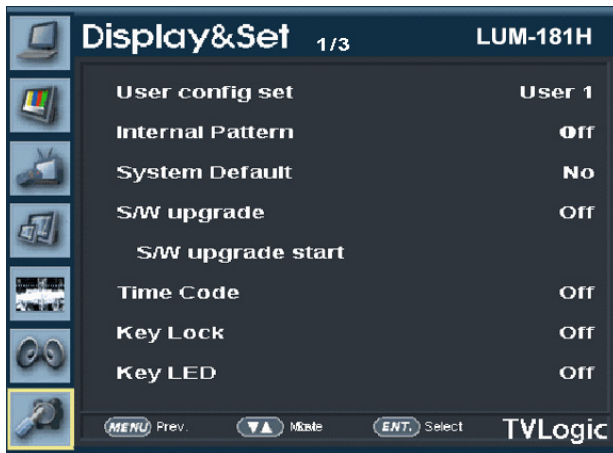 Display&Set 1/3 LUM-181H
User config set User 1
Internal Pattern Off
System Default No
S/W upgrade Off
S/W upgrade start
Time Code Off
Key Lock Off
Key LED Off
MENU Prev. ▼▲ ENT. Select TVLogic